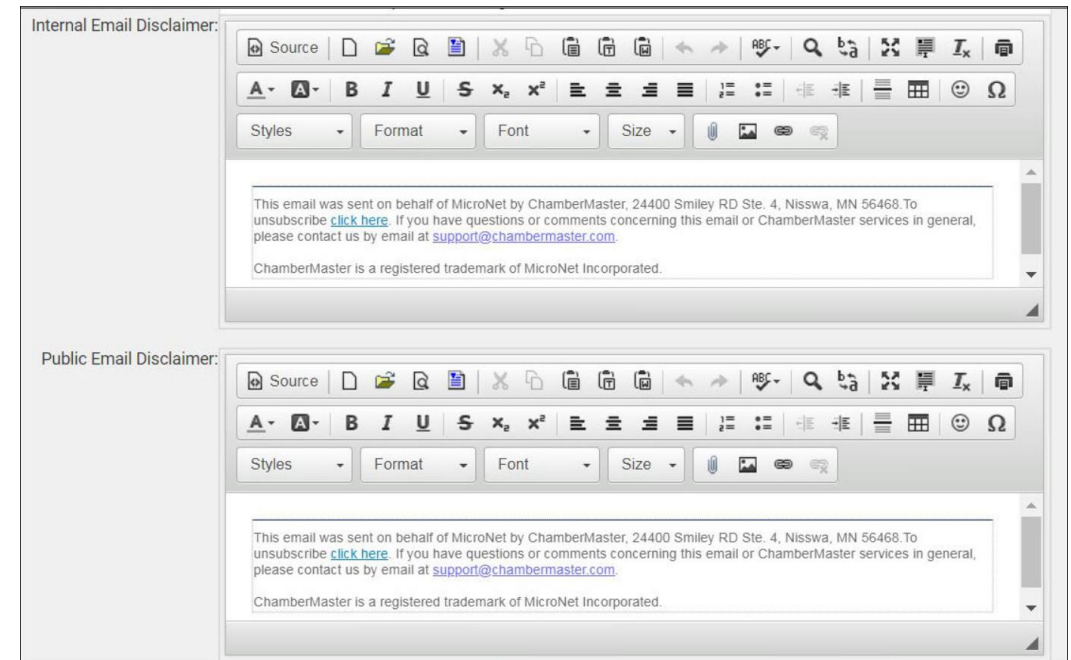 Internal Email Disclaimer:
Source
Styles Format Font Size
This email was sent on behalf of MicroNet by ChamberMaster, 24400 Smiley RD Ste. 4, Nisswa, MN 56468.To
unsubscribe click here. If you have questions or comments concerning this email or ChamberMaster services in general,
please contact us by email at support@chambermaster.com.
ChamberMaster is a registered trademark of MicroNet Incorporated.
Public Email Disclaimer:
Source
Styles Format Font Size
This email was sent on behalf of MicroNet by ChamberMaster, 24400 Smiley RD Ste. 4, Nisswa, MN 56468.To
unsubscribe click here. If you have questions or comments concerning this email or ChamberMaster services in general,
please contact us by email at support@chambermaster.com.
ChamberMaster is a registered trademark of MicroNet Incorporated.